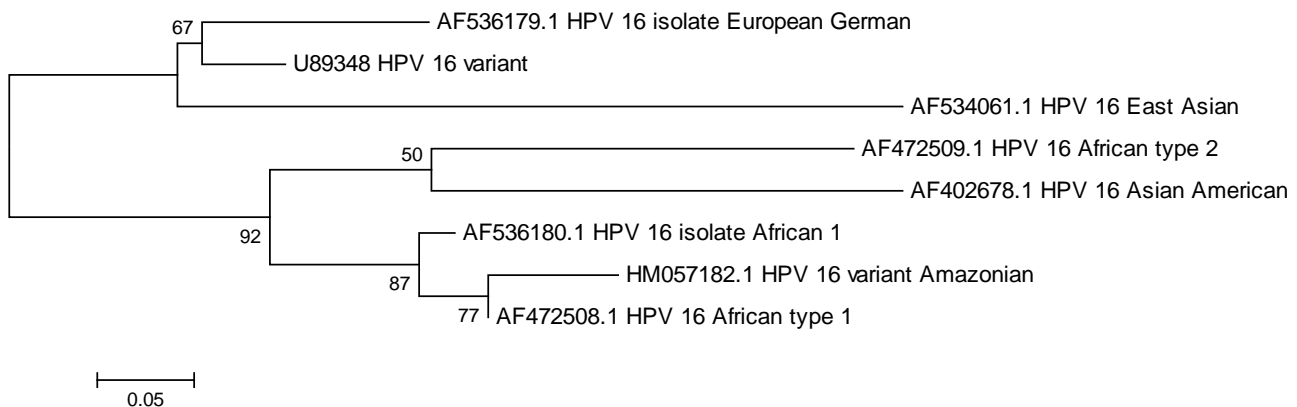 AF536179.1 HPV 16 isolate European German
67
U89348 HPV 16 variant
AF534061.1 HPV 16 East Asian
AF472509.1 HPV 16 African type 2
50
AF402678.1 HPV 16 Asian American
92
AF536180.1 HPV 16 isolate African 1
87
HM057182.1 HPV 16 variant Amazonian
77
AF472508.1 HPV 16 African type 1
0.05